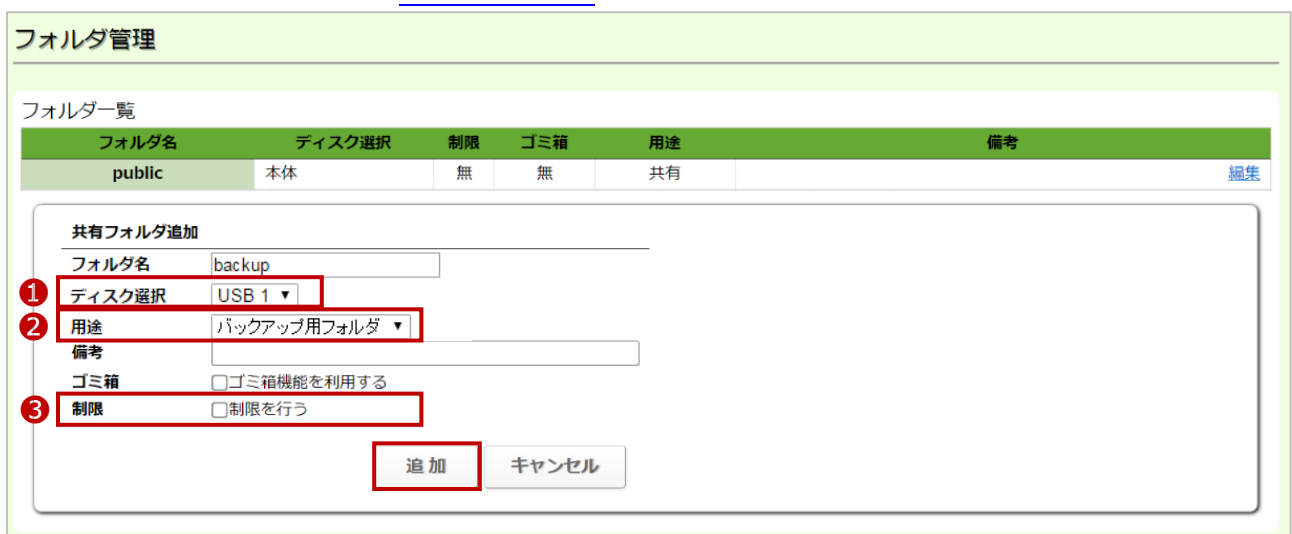 フォルダ管理
フォルダ一覧
フォルダ名 ディスク選択 制限 ゴミ箱 用途 備考
public 本体 無 無 共有 編集
共有フォルダ追加
フォルダ名 backup
❶ ディスク選択 USB 1 ▼
❷ 用途 バックアップ用フォルダ ▼
備考
ゴミ箱 ゴミ箱機能を利用する
❸ 制限 制限を行う
追加 キャンセル